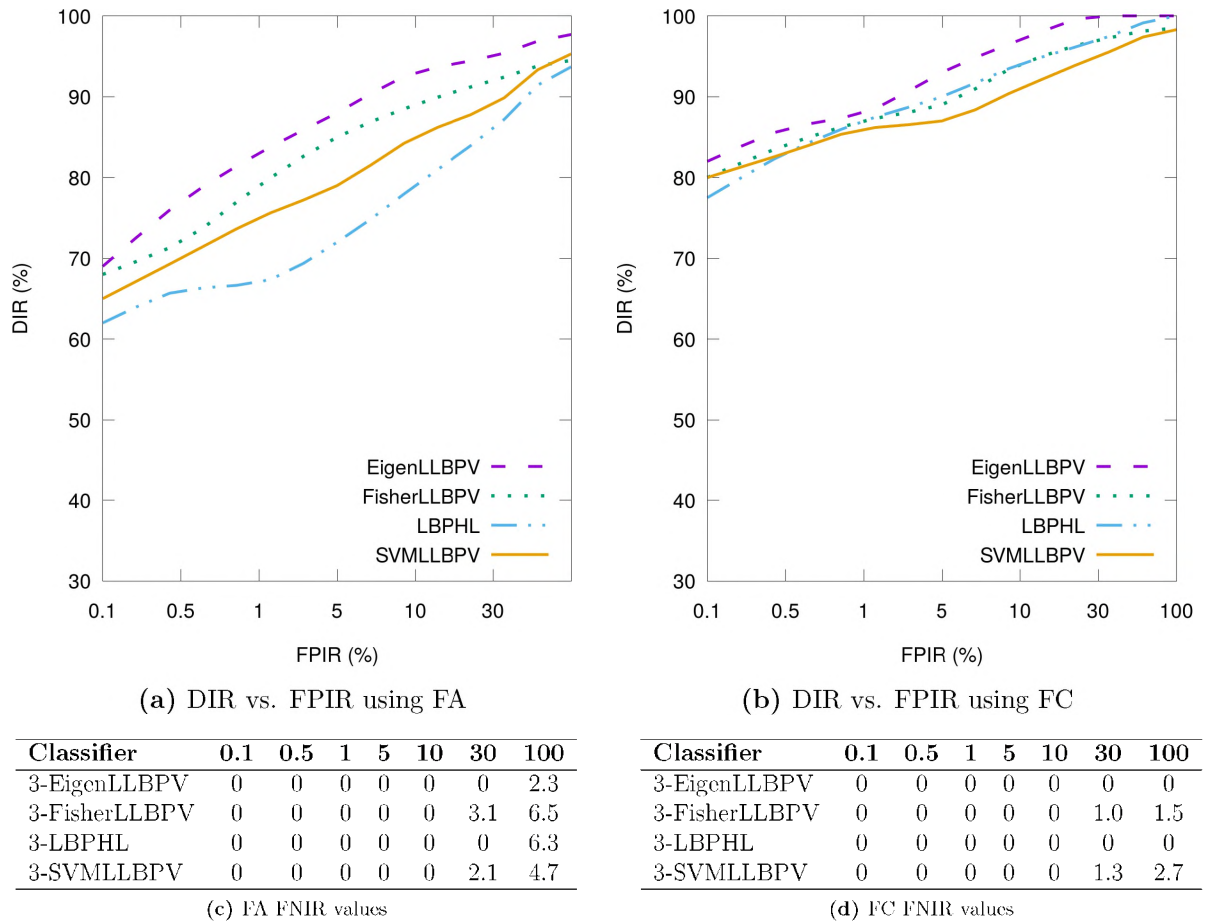 100
90
80
70
60
50
40
30
DIR (%)
EigenLLBPV
FisherLLBPV
LBPHL
SVMLLBPV
0.1 0.5 1 5 10 30
FPIR (%)
(a) DIR vs. FPIR using FA
100
90
80
70
60
50
40
30
DIR (%)
EigenLLBPV
FisherLLBPV
LBPHL
SVMLLBPV
0.1 0.5 1 5 10 30 100
FPIR (%)
(b) DIR vs. FPIR using FC
Classifier 0.1 0.5 1 5 10 30 100
3-EigenLLBPV 0 0 0 0 0 0 2.3
3-FisherLLBPV 0 0 0 0 0 3.1 6.5
3-LBPHL 0 0 0 0 0 0 6.3
3-SVMLLBPV 0 0 0 0 0 2.1 4.7
(c) FA FNIR values
Classifier 0.1 0.5 1 5 10 30 100
3-EigenLLBPV 0 0 0 0 0 0 0
3-FisherLLBPV 0 0 0 0 0 1.0 1.5
3-LBPHL 0 0 0 0 0 0 0
3-SVMLLBPV 0 0 0 0 0 1.3 2.7
(d) FC FNIR values